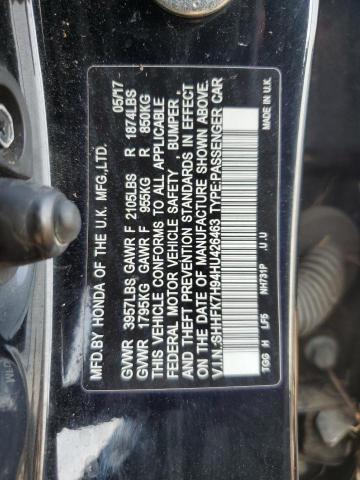 MFD.BY HONDA OF THE U.K. MFG.,LTD. 05/17
GVWR 3957LBS GAWR F 2105LBS R 1874LBS
GVWR 1795KG GAWR F 955KG R 850KG
THIS VEHICLE CONFORMS TO ALL APPLICABLE
FEDERAL MOTOR VEHICLE SAFETY , BUMPER ,
AND THEFT PREVENTION STANDARDS IN EFFECT
ON THE DATE OF MANUFACTURE SHOWN ABOVE.
V.I.N.:SHHFK7H94HU426463 TYPE:PASSENGER CAR
TGG H LF5 NH731P .U.U MADE IN U.K.